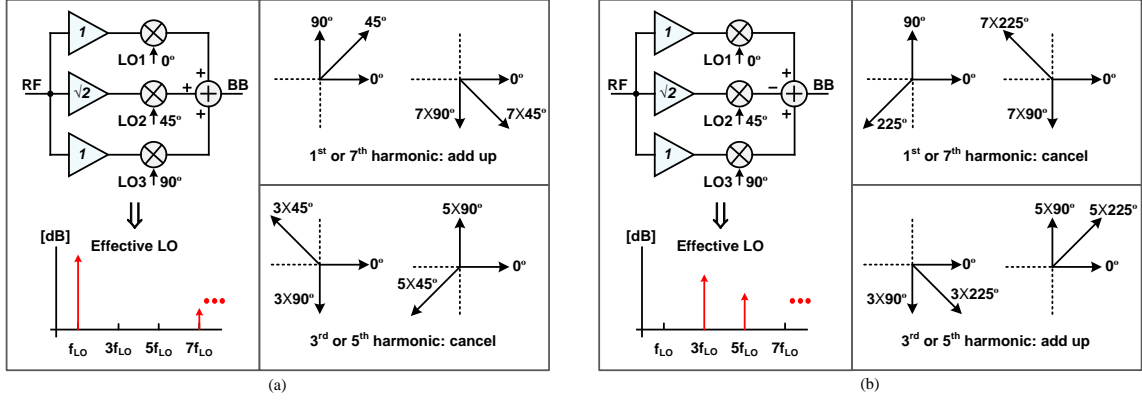 1
90º
45º
LO1
0º
0º
0º
+
RF
√2
+
+
BB
LO2
45º
7X90º
7X45º
+
1
1st or 7th harmonic: add up
LO3
90º
3X45º
5X90º
[dB]
Effective LO
0º
0º
5X45º
3X90º
fLO
3fLO
5fLO
7fLO
3rd or 5th harmonic: cancel
(a)
1
90º
7X225º
LO1
0º
0º
0º
+
RF
√2
−
+
BB
LO2
45º
225º
7X90º
+
1
1st or 7th harmonic: cancel
LO3
90º
5X90º
5X225º
[dB]
Effective LO
0º
0º
3X90º
3X225º
fLO
3fLO
5fLO
7fLO
3rd or 5th harmonic: add up
(b)